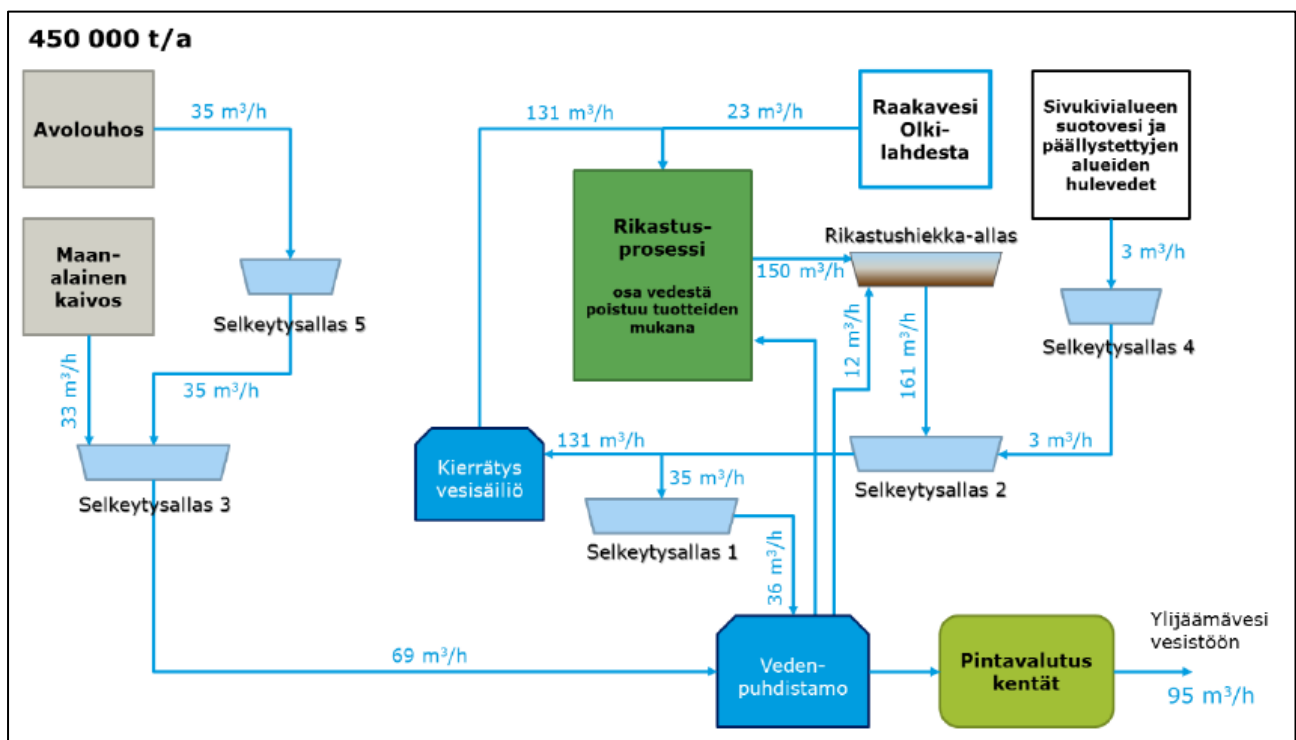 450 000 t/a
Avolouhos
35 m³/h
131 m³/h
23 m³/h
Raakavesi
Olki-
lahdesta
Sivukivialueen
suotovesi ja
päällystettyjen
alueiden
hulevedet
Maan-
alainen
kaivos
Selkeytysallas 5
Rikastus-
prosessi
osa vedestä
poistuu tuotteiden
mukana
Rikastushiekka-allas
150 m³/h
3 m³/h
Selkeytysallas 4
33 m³/h
35 m³/h
12 m³/h
161 m³/h
Selkeytysallas 3
Kierrätys
vesisäiliö
131 m³/h
3 m³/h
35 m³/h
Selkeytysallas 2
Selkeytysallas 1
36 m³/h
69 m³/h
Veden-
puhdistamo
Pintavalutus
kentät
Ylijäämävesi
vesistöön
95 m³/h